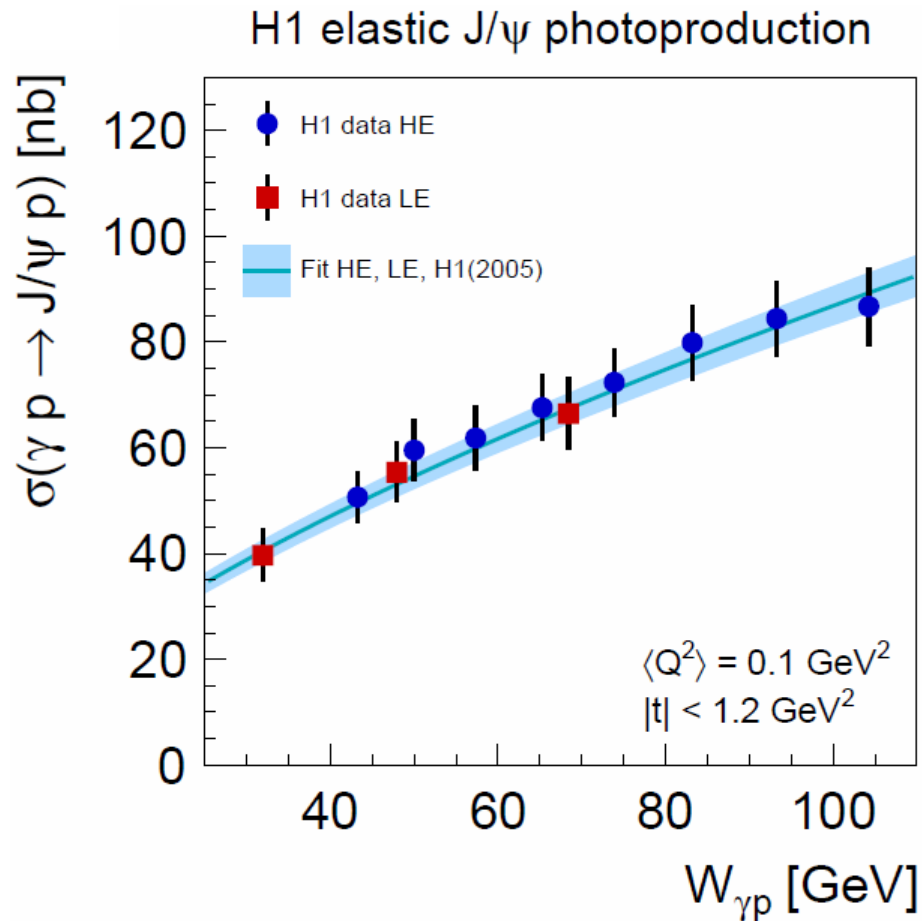 H1 elastic J/ψ photoproduction
σ(γ p → J/ψ p) [nb]
120
100
80
60
40
20
0
H1 data HE
H1 data LE
Fit HE, LE, H1(2005)
⟨Q²⟩ = 0.1 GeV²
|t| < 1.2 GeV²
40 60 80 100
W_γp [GeV]